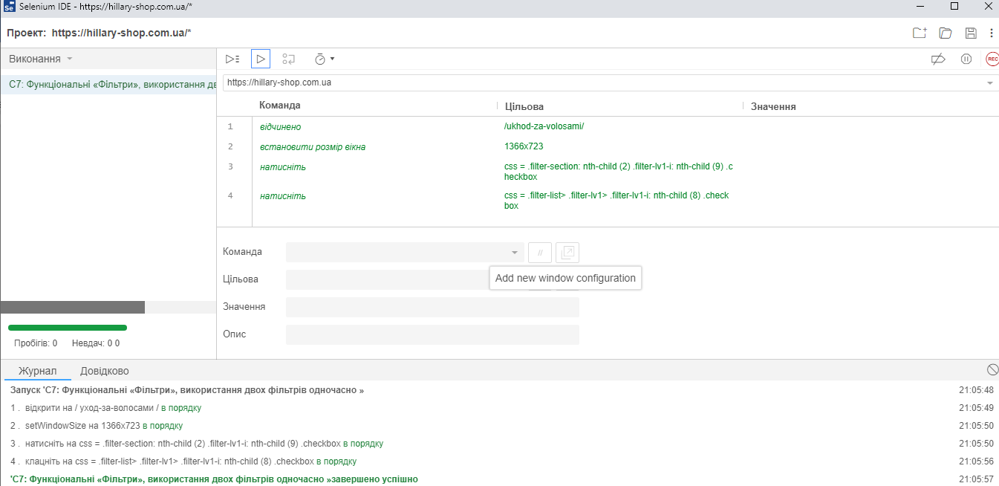 Selenium IDE - https://hillary-shop.com.ua/*
Проект: https://hillary-shop.com.ua/*
Виконання
REC
C7: Функціональні «Фільтри», використання дв
https://hillary-shop.com.ua
Команда Цільова Значення
1 відчинено /ukhod-za-volosami/
2 встановити розмір вікна 1366x723
3 натисніть css = .filter-section: nth-child (2) .filter-lv1-i: nth-child (9) .c
heckbox
4 натисніть css = .filter-list> .filter-lv1> .filter-lv1-i: nth-child (8) .check
box
Команда //
Цільова
Add new window configuration
Значення
Опис
Пробігів: 0 Невдач: 0 0
Журнал Довідково
Запуск 'C7: Функціональні «Фільтри», використання двох фільтрів одночасно » 21:05:48
1 . відкрити на / уход-за-волосами / в порядку 21:05:49
2 . setWindowSize на 1366x723 в порядку 21:05:50
3 . натисніть на css = .filter-section: nth-child (2) .filter-lv1-i: nth-child (9) .checkbox в порядку 21:05:50
4 . клацніть на css = .filter-list> .filter-lv1> .filter-lv1-i: nth-child (8) .checkbox в порядку 21:05:56
'C7: Функціональні «Фільтри», використання двох фільтрів одночасно »завершено успішно 21:05:57